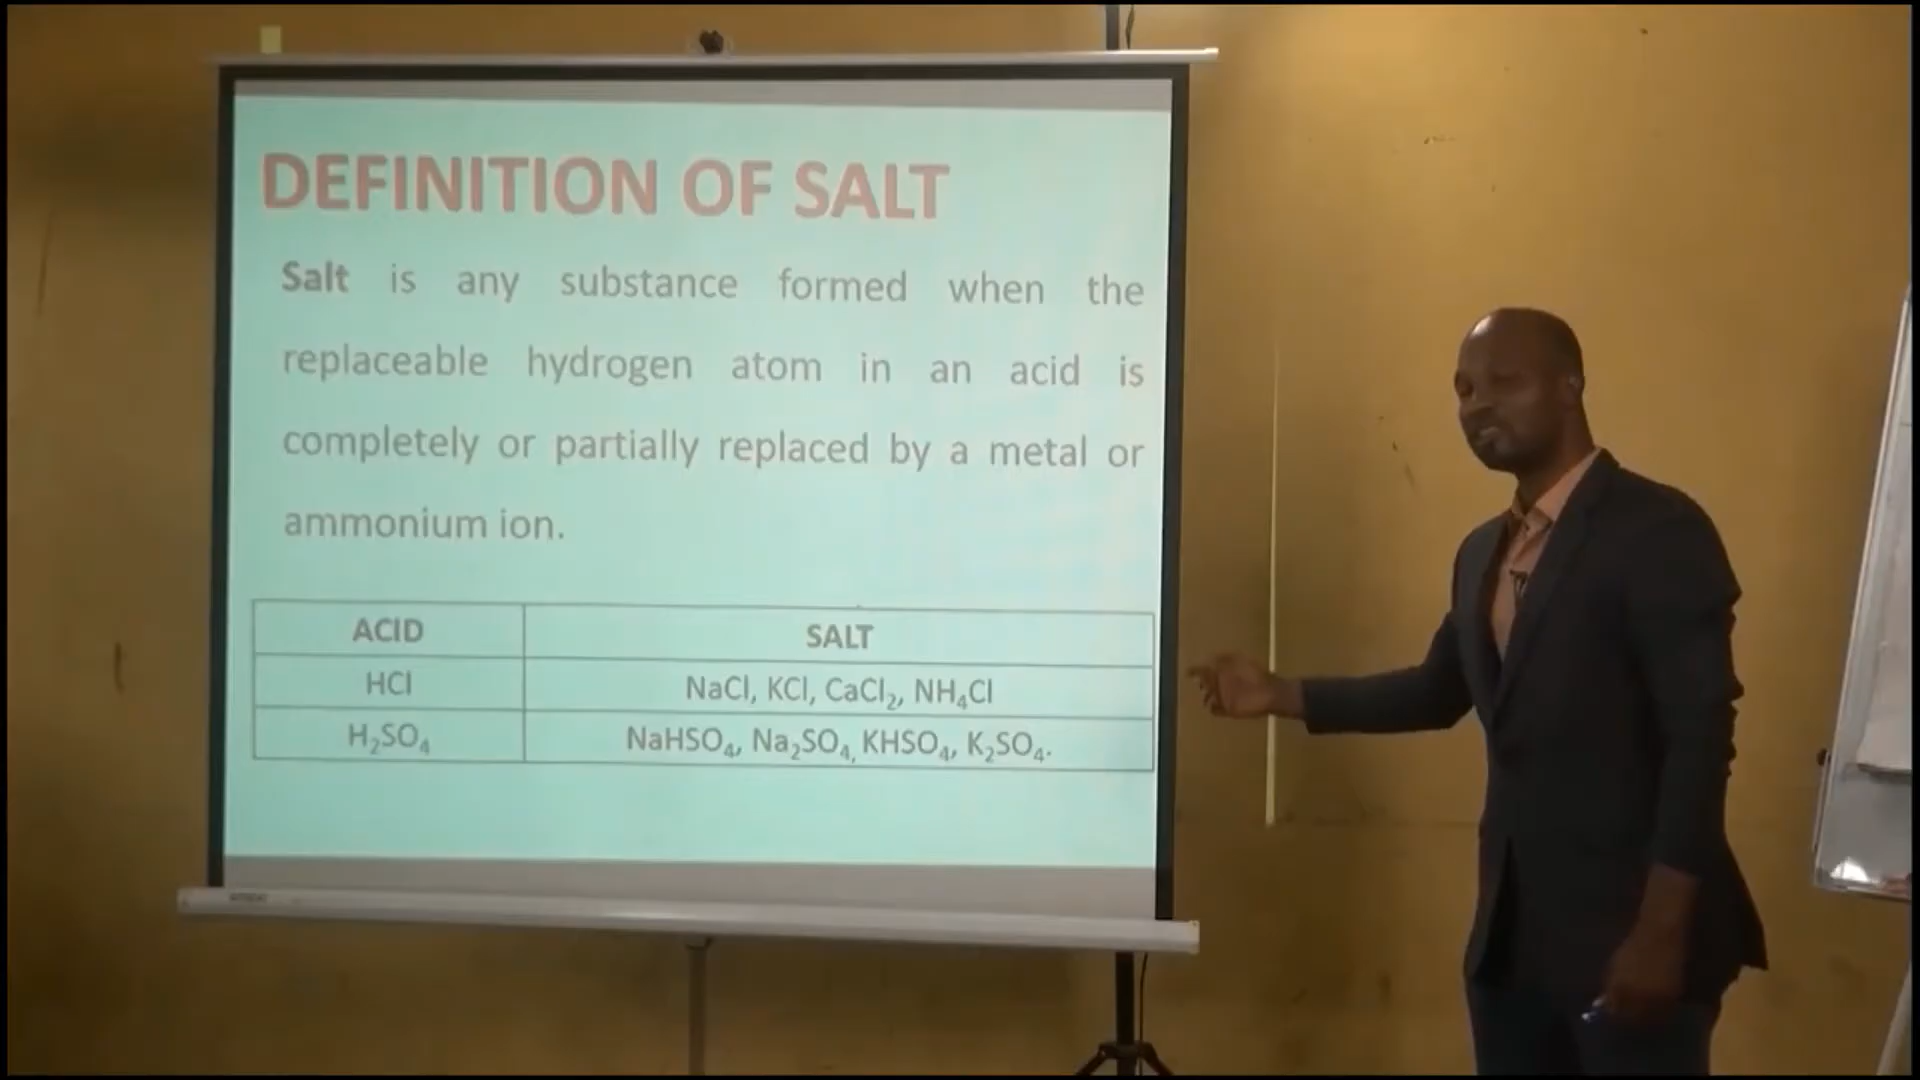 DEFINITION OF SALT
Salt is any substance formed when the
replaceable hydrogen atom in an acid is
completely or partially replaced by a metal or
ammonium ion.
ACID SALT
HCl NaCl, KCl, CaCl₂, NH₄Cl
H₂SO₄ NaHSO₄, Na₂SO₄, KHSO₄, K₂SO₄.